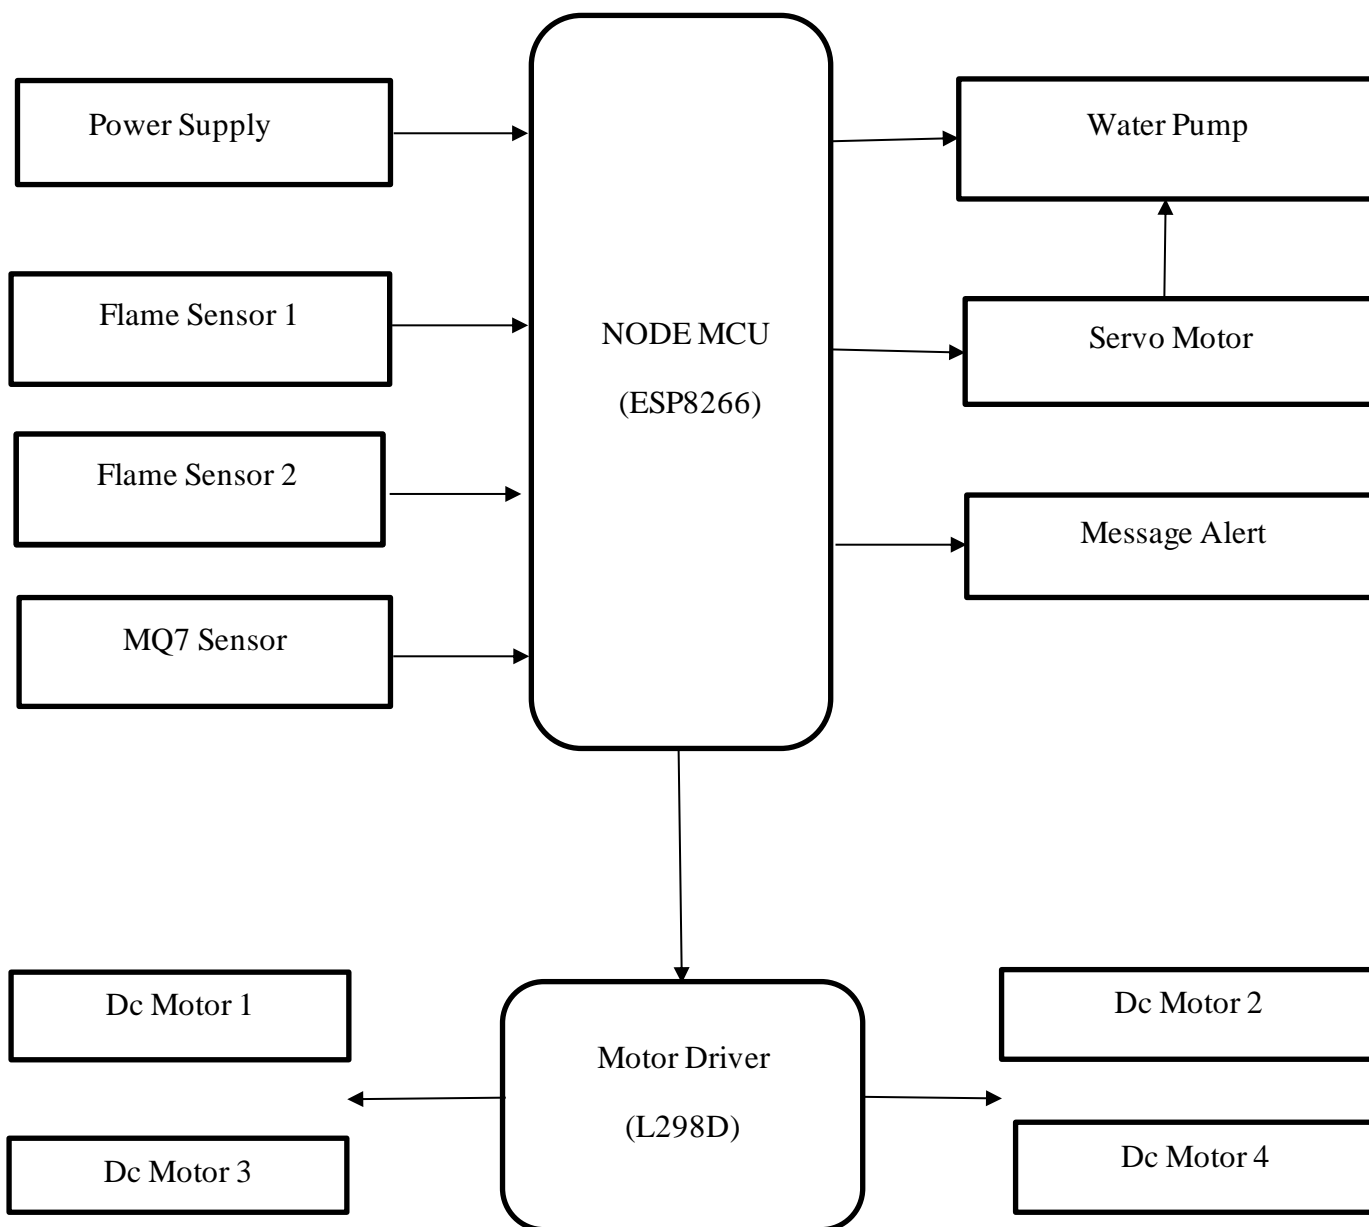 Power Supply
Water Pump
Flame Sensor 1
NODE MCU
(ESP8266)
Servo Motor
Flame Sensor 2
Message Alert
MQ7 Sensor
Dc Motor 1
Dc Motor 2
Motor Driver
(L298D)
Dc Motor 3
Dc Motor 4